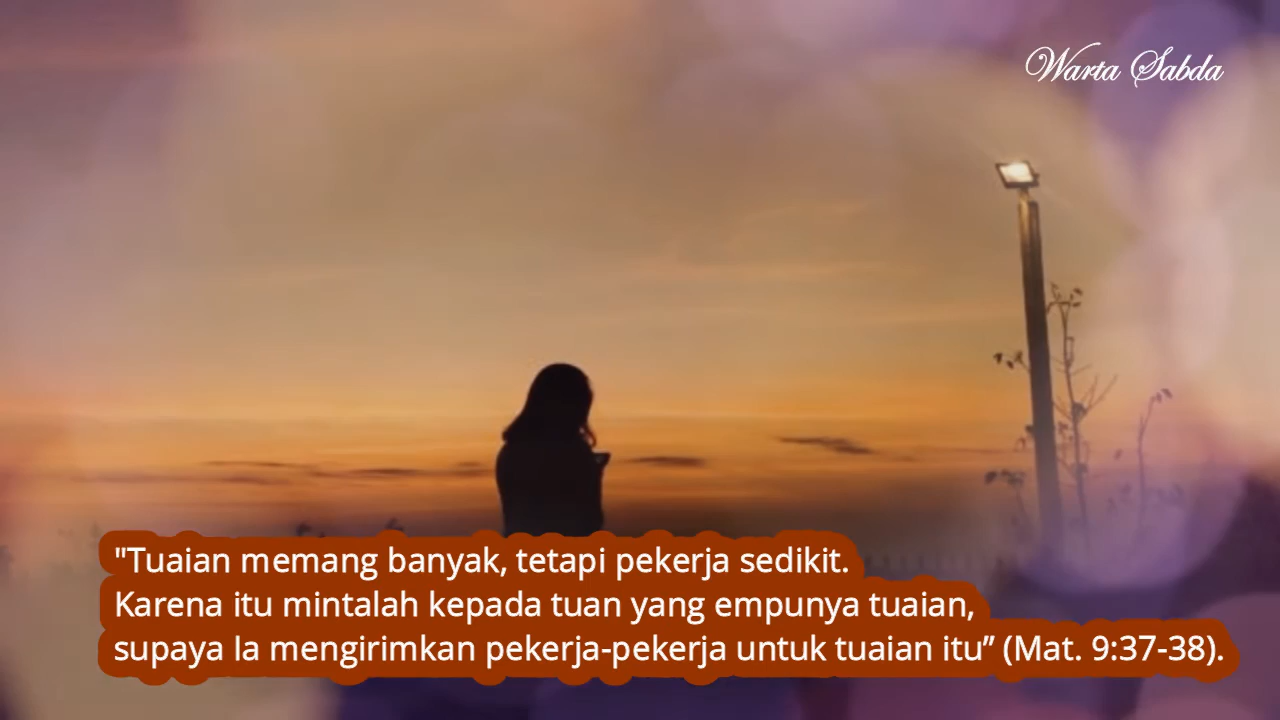 Warta Sabda
"Tuaian memang banyak, tetapi pekerja sedikit.
Karena itu mintalah kepada tuan yang empunya tuaian,
supaya Ia mengirimkan pekerja-pekerja untuk tuaian itu” (Mat. 9:37-38).